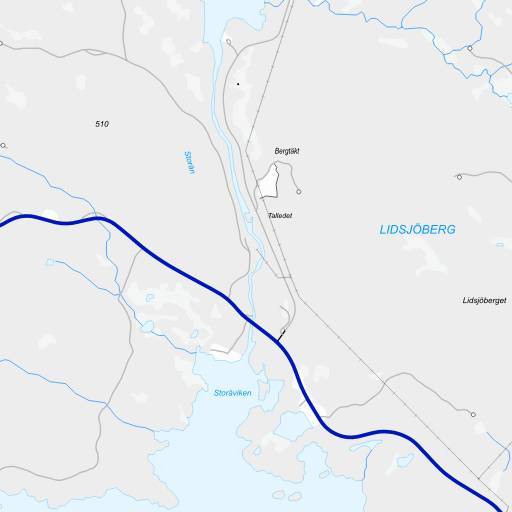 510
Bergtäkt
Storån
Talledet
LIDSJÖBERG
Lidsjöberget
Storåviken